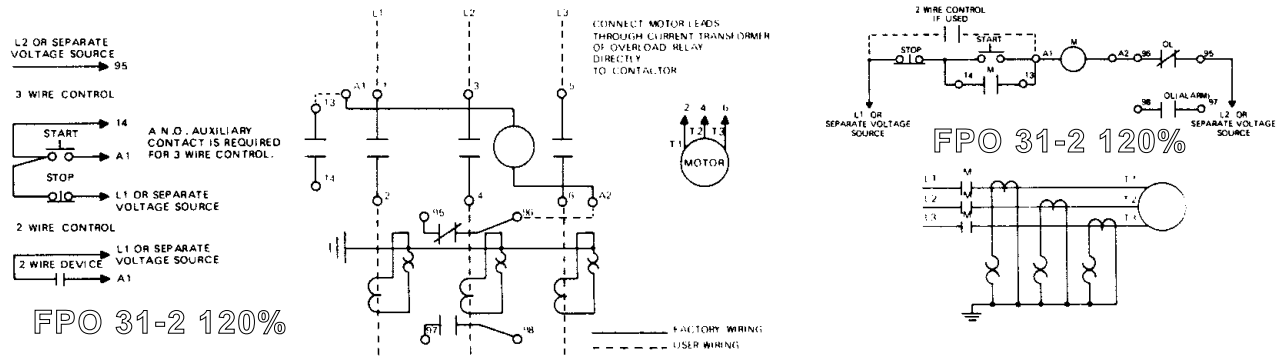 L2 OR SEPARATE
VOLTAGE SOURCE
95
3 WIRE CONTROL
14
START
A1
STOP
L1 OR SEPARATE
VOLTAGE SOURCE
A N.O. AUXILIARY
CONTACT IS REQUIRED
FOR 3 WIRE CONTROL.
2 WIRE CONTROL
L1 OR SEPARATE
VOLTAGE SOURCE
2 WIRE DEVICE
A1
FPO 31-2 120%
L1 L2 L3
13 A1 1 3 5
14 2 4 6 A2
95 96
97 98
CONNECT MOTOR LEADS
THROUGH CURRENT TRANSFORMER
OF OVERLOAD RELAY
DIRECTLY
TO CONTACTOR
2 4 6
T1 T2 T3
MOTOR
FACTORY WIRING
USER WIRING
2 WIRE CONTROL
IF USED
STOP START A1 M A2 96 OL 95
14 M 13
98 OL(ALARM) 97
L1 OR
SEPARATE VOLTAGE
SOURCE
L2 OR
SEPARATE VOLTAGE
SOURCE
FPO 31-2 120%
L1 M T1
L2 M T2
L3 M T3